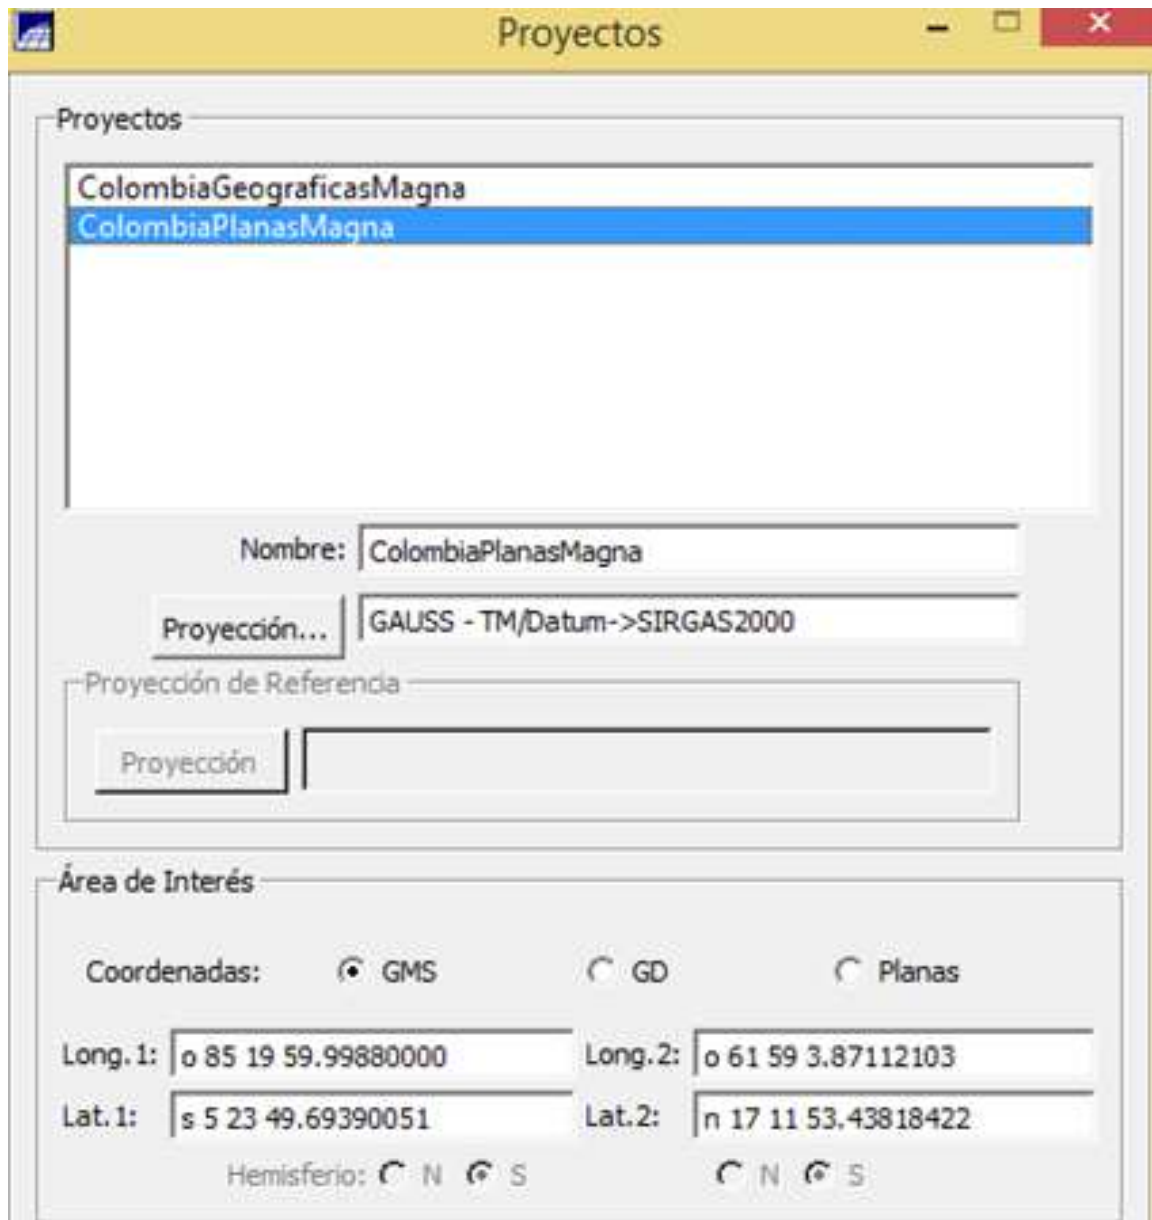 Proyectos
Proyectos
ColombiaGeograficasMagna
ColombiaPlanasMagna
Nombre: ColombiaPlanasMagna
Proyección... GAUSS - TM/Datum->SIRGAS2000
Proyección de Referencia
Proyección
Área de Interés
Coordenadas: GMS GD Planas
Long.1: o 85 19 59.99880000 Long.2: o 61 59 3.87112103
Lat.1: s 5 23 49.69390051 Lat.2: n 17 11 53.43818422
Hemisferio: N S N S